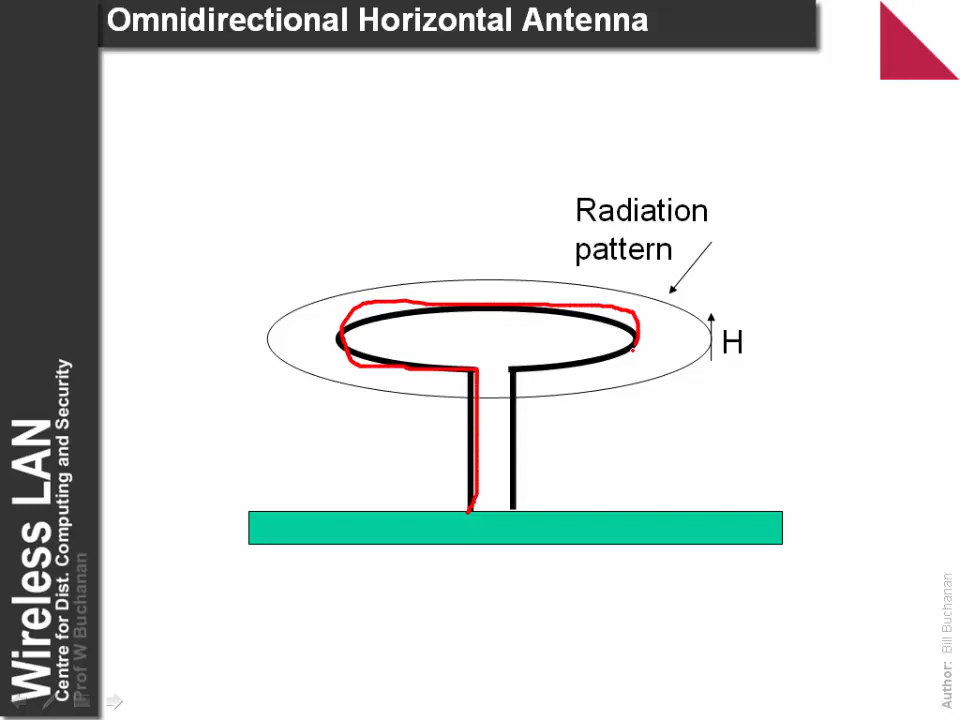 Omnidirectional Horizontal Antenna
Radiation
pattern
H
Wireless LAN
Centre for Dist. Computing and Security
Prof W Buchanan
Author: Bill Buchanan